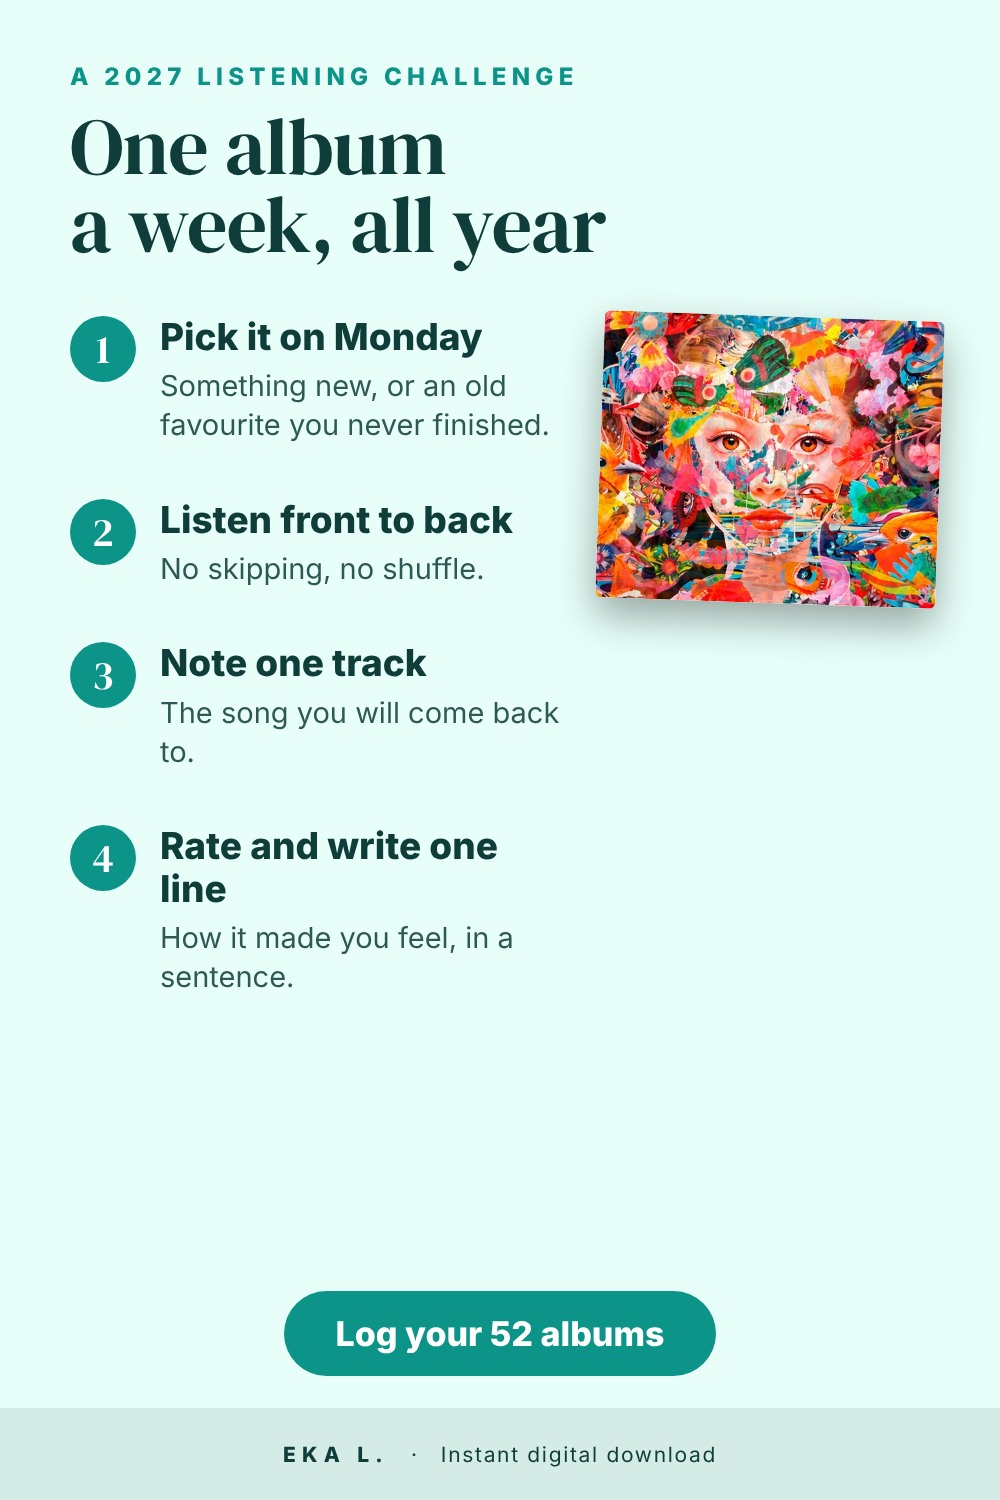 A 2027 LISTENING CHALLENGE
One album
a week, all year
1
Pick it on Monday
Something new, or an old
favourite you never finished.
2
Listen front to back
No skipping, no shuffle.
3
Note one track
The song you will come back
to.
4
Rate and write one
line
How it made you feel, in a
sentence.
Log your 52 albums
EKA L. · Instant digital download